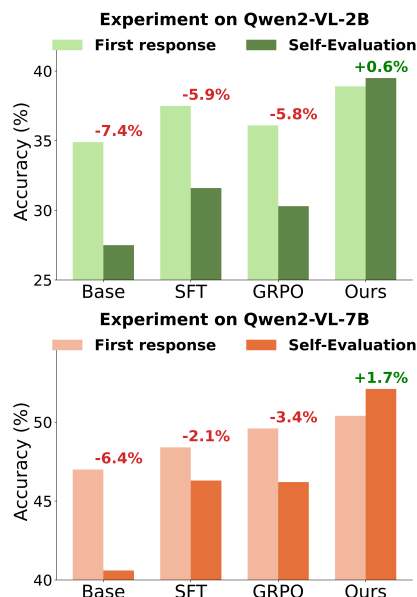 Experiment on Qwen2-VL-2B
First response Self-Evaluation
40
35
30
25
Accuracy (%)
-7.4%
-5.9%
-5.8%
+0.6%
Base SFT GRPO Ours
Experiment on Qwen2-VL-7B
First response Self-Evaluation
50
45
40
Accuracy (%)
-6.4%
-2.1%
-3.4%
+1.7%
Base SFT GRPO Ours